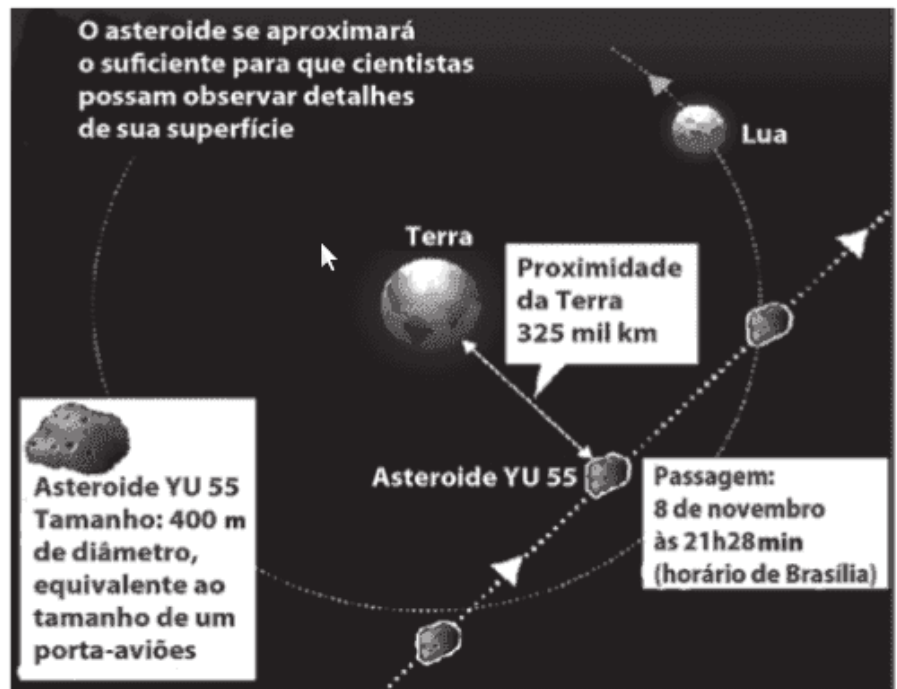 O asteroide se aproximará
o suficiente para que cientistas
possam observar detalhes
de sua superfície
Lua
Terra
Proximidade
da Terra
325 mil km
Asteroide YU 55
Passagem:
8 de novembro
às 21h28min
(horário de Brasília)
Asteroide YU 55
Tamanho: 400 m
de diâmetro,
equivalente ao
tamanho de um
porta-aviões